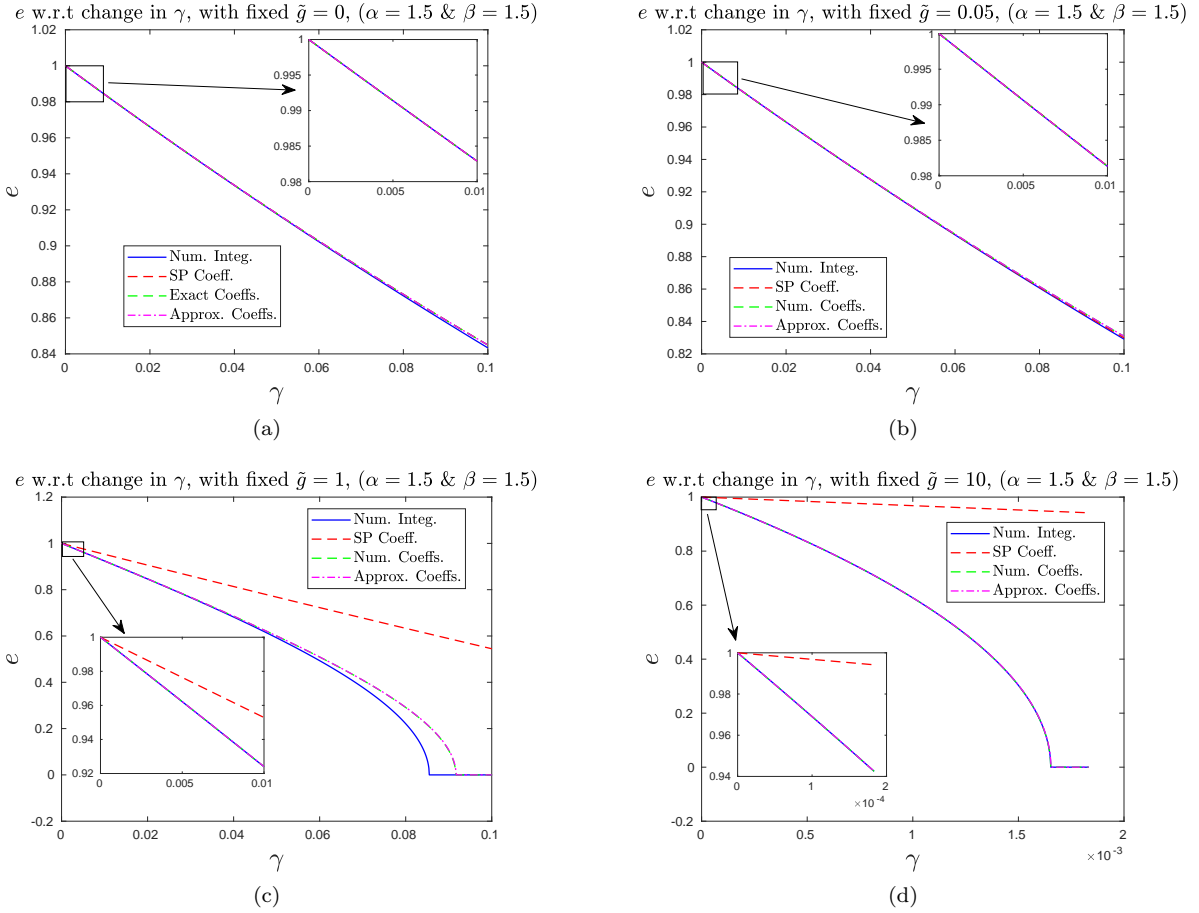 e w.r.t change in γ, with fixed g̃ = 0, (α = 1.5 & β = 1.5)
1.02
1
0.98
0.96
0.94
0.92
0.9
0.88
0.86
0.84
e
0 0.02 0.04 0.06 0.08 0.1
γ
1
0.995
0.99
0.985
0.98
0 0.005 0.01
Num. Integ.
SP Coeff.
Exact Coeffs.
Approx. Coeffs.
(a)
e w.r.t change in γ, with fixed g̃ = 0.05, (α = 1.5 & β = 1.5)
1.02
1
0.98
0.96
0.94
0.92
0.9
0.88
0.86
0.84
0.82
e
0 0.02 0.04 0.06 0.08 0.1
γ
1
0.995
0.99
0.985
0.98
0 0.005 0.01
Num. Integ.
SP Coeff.
Num. Coeffs.
Approx. Coeffs.
(b)
e w.r.t change in γ, with fixed g̃ = 1, (α = 1.5 & β = 1.5)
1.2
1
0.8
0.6
0.4
0.2
0
-0.2
e
0 0.02 0.04 0.06 0.08 0.1
γ
Num. Integ.
SP Coeff.
Num. Coeffs.
Approx. Coeffs.
1
0.98
0.96
0.94
0.92
0 0.005 0.01
(c)
e w.r.t change in γ, with fixed g̃ = 10, (α = 1.5 & β = 1.5)
1
0.8
0.6
0.4
0.2
0
-0.2
e
0 0.5 1 1.5 2
×10⁻³
γ
Num. Integ.
SP Coeff.
Num. Coeffs.
Approx. Coeffs.
1
0.98
0.96
0.94
0 1 2
×10⁻⁴
(d)